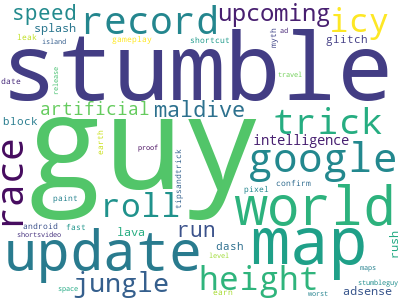 speed record upcoming icy
splash
leak island gameplay shortcut myth ad glitch
stumble
date release travel
artificial maldive trick
block intelligence
guy google
race earth proof tipsandtrick
paint pixel confirm
roll world
android fast run rush
shortsvideo lava dash maps
update map
level stumbleguy
jungle height adsense
space earn worst